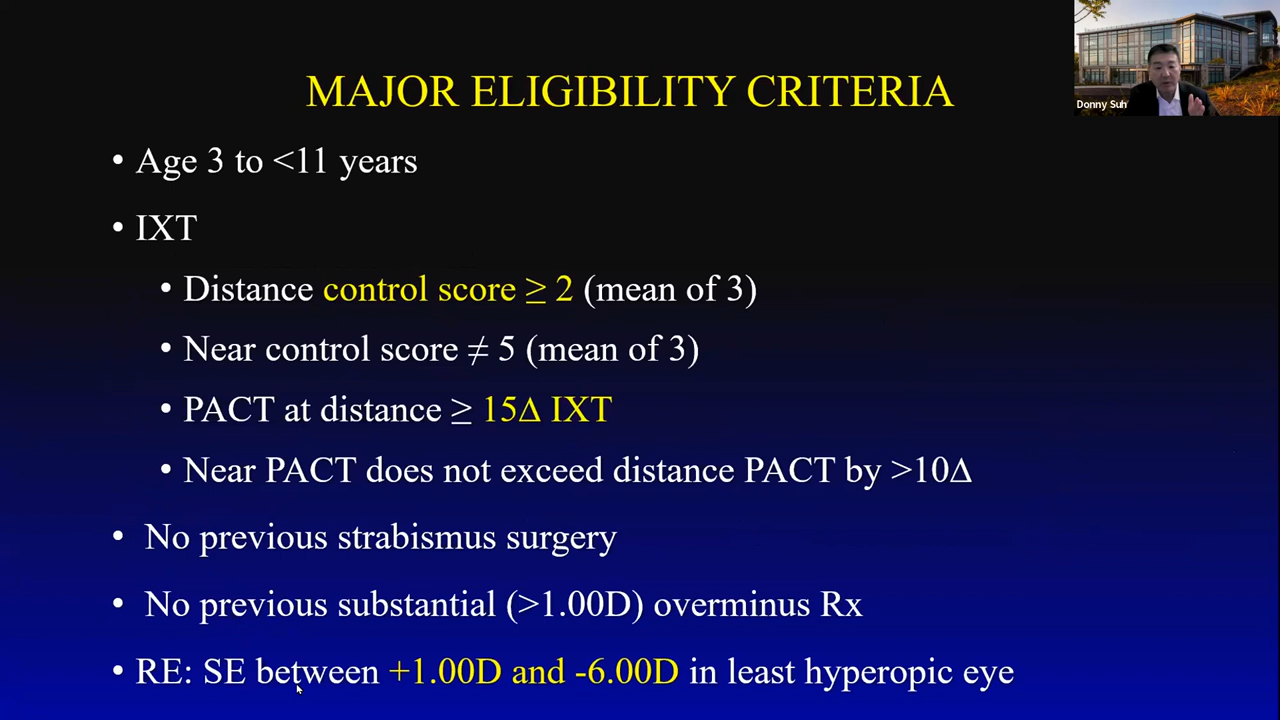 MAJOR ELIGIBILITY CRITERIA
Donny Suh
• Age 3 to <11 years
• IXT
• Distance control score ≥ 2 (mean of 3)
• Near control score ≠ 5 (mean of 3)
• PACT at distance ≥ 15Δ IXT
• Near PACT does not exceed distance PACT by >10Δ
• No previous strabismus surgery
• No previous substantial (>1.00D) overminus Rx
• RE: SE between +1.00D and -6.00D in least hyperopic eye